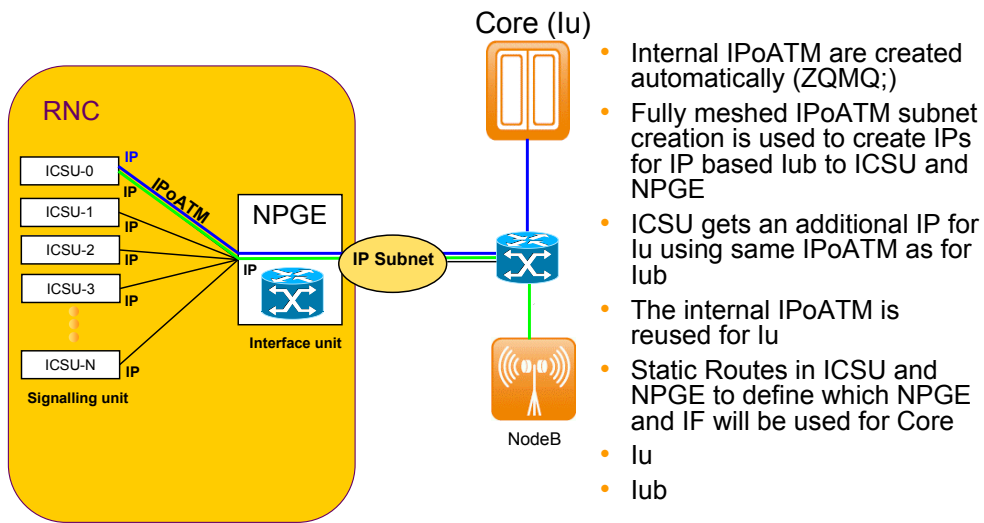 Core (Iu)
RNC
ICSU-0
IP
IP
IPoATM
ICSU-1
IP
ICSU-2
IP
ICSU-3
IP
ICSU-N
IP
Signalling unit
NPGE
IP
Interface unit
IP Subnet
NodeB
• Internal IPoATM are created
automatically (ZQMQ;)
• Fully meshed IPoATM subnet
creation is used to create IPs
for IP based Iub to ICSU and
NPGE
• ICSU gets an additional IP for
Iu using same IPoATM as for
Iub
• The internal IPoATM is
reused for Iu
• Static Routes in ICSU and
NPGE to define which NPGE
and IF will be used for Core
• Iu
• Iub